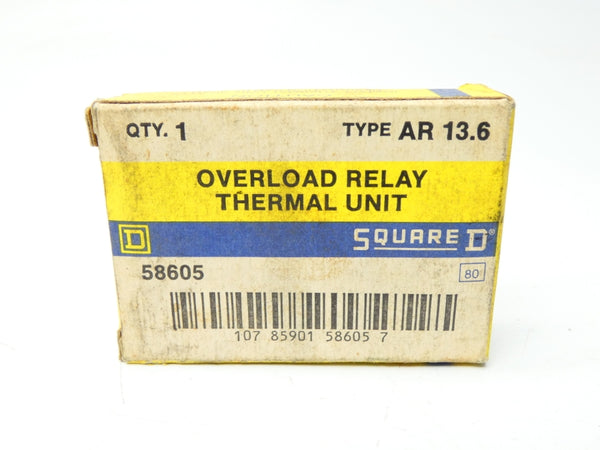 QTY. 1 TYPE AR 13.6
OVERLOAD RELAY
THERMAL UNIT
D SQUARE D®
58605 80
107 85901 58605 7